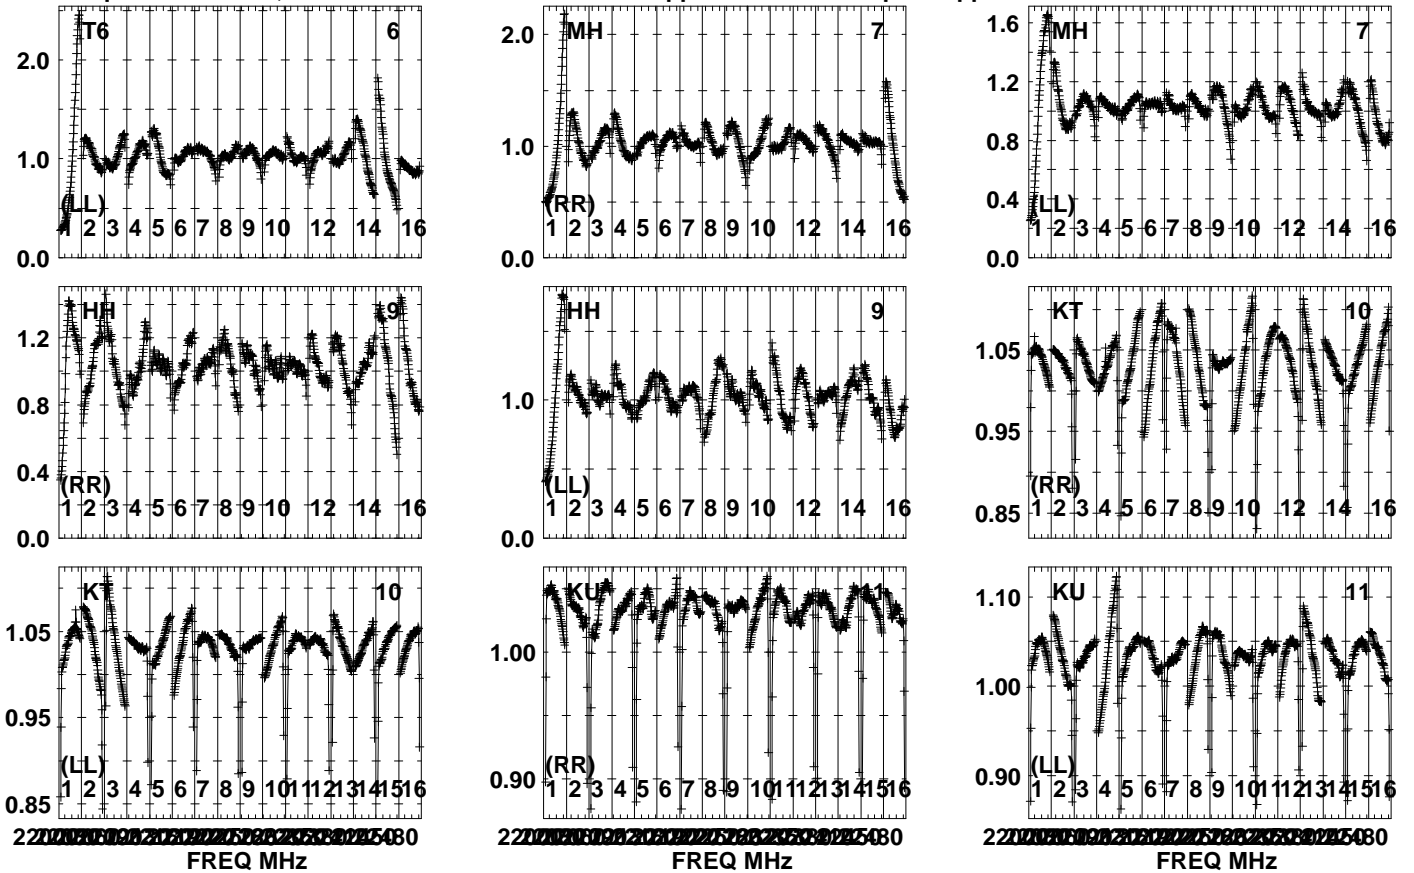 T6 6
2.0
1.0
(LL)
1 2 3 4 5 6 7 8 9 10 12 14 16
0.0
MH 7
2.0
1.0
(RR)
1 2 3 4 5 6 7 8 9 10 12 14 16
0.0
MH 7
1.6
1.2
0.8
0.4
(LL)
1 2 3 4 5 6 7 8 9 10 12 14 16
0.0
HH 9
1.2
0.8
0.4
(RR)
1 2 3 4 5 6 7 8 9 10 12 14 16
0.0
HH 9
1.0
(LL)
1 2 3 4 5 6 7 8 9 10 12 14 16
0.0
KT 10
1.05
0.95
(RR)
1 2 3 4 5 6 7 8 9 10 12 14 16
0.85
KT 10
1.05
0.95
(LL)
1 2 3 4 5 6 7 8 9 10 11 12 13 14 15 16
0.85
KU 11
1.00
(RR)
0.90
1 2 3 4 5 6 7 8 9 10 11 12 13 14 15 16
KU 11
1.10
1.00
(LL)
0.90
1 2 3 4 5 6 7 8 9 10 11 12 13 14 15 16
FREQ MHz
FREQ MHz
FREQ MHz